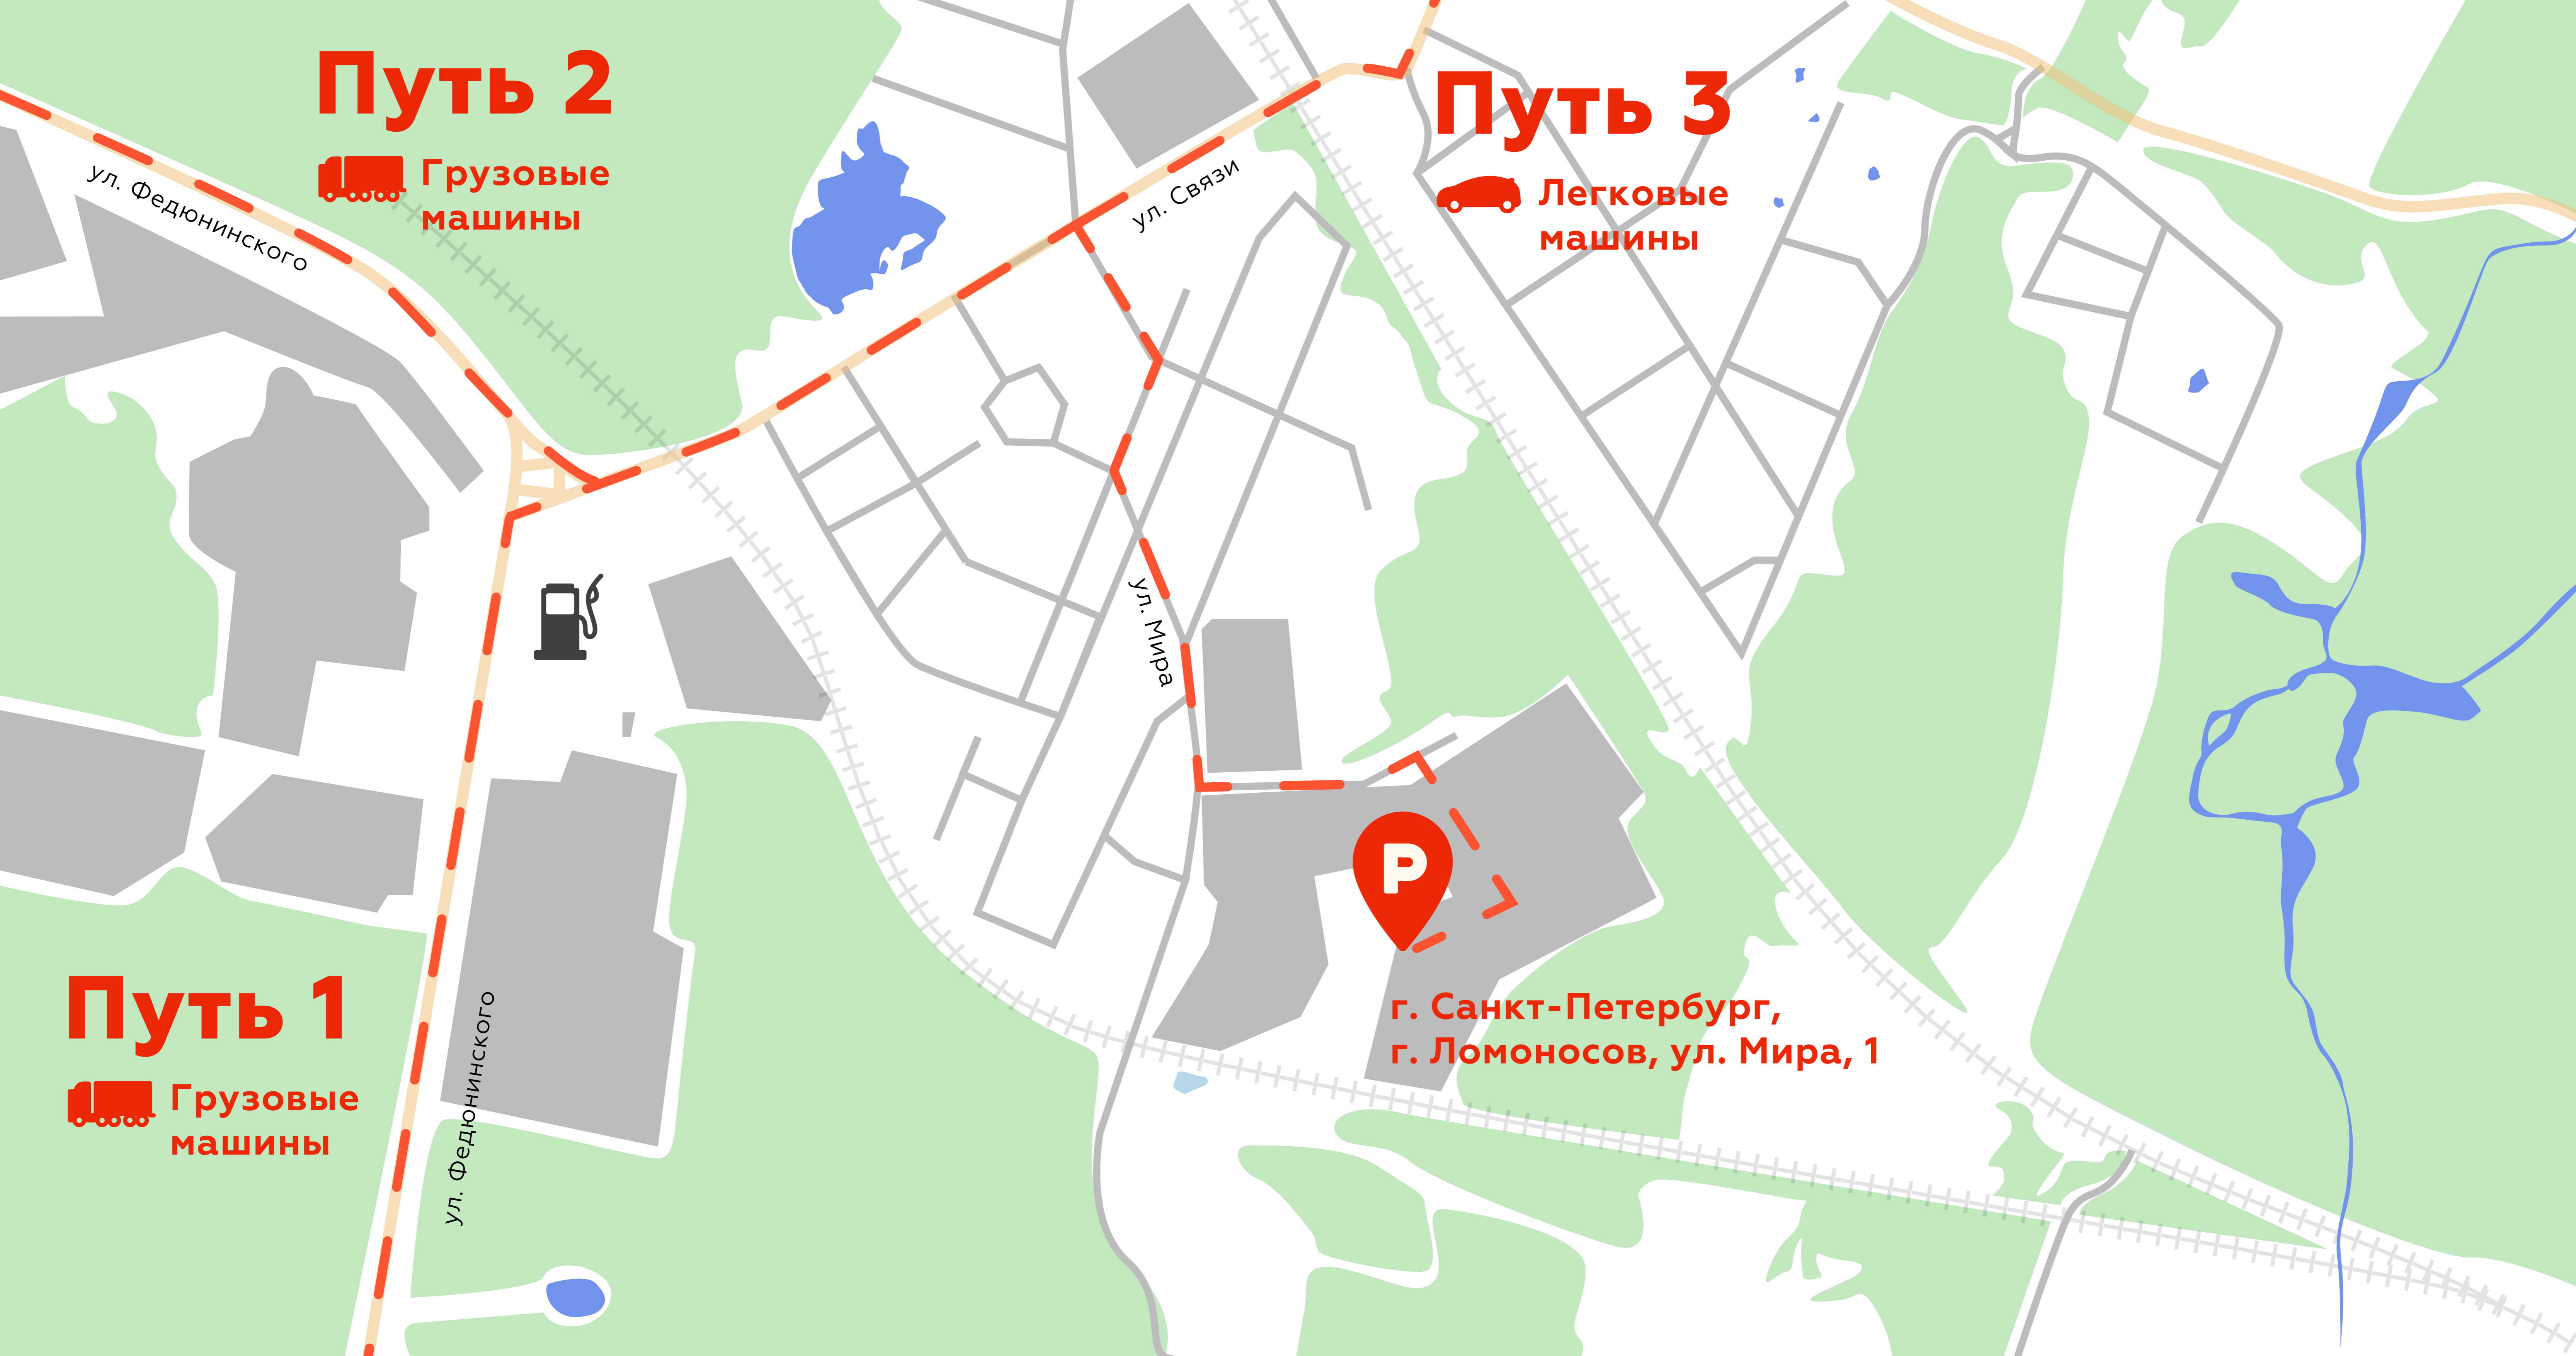 Путь 2
Грузовые
машины
ул. Федюнинского
Путь 3
Легковые
машины
ул. Связи
ул. Мира
P
Путь 1
Грузовые
машины
ул. Федюнинского
г. Санкт-Петербург,
г. Ломоносов, ул. Мира, 1